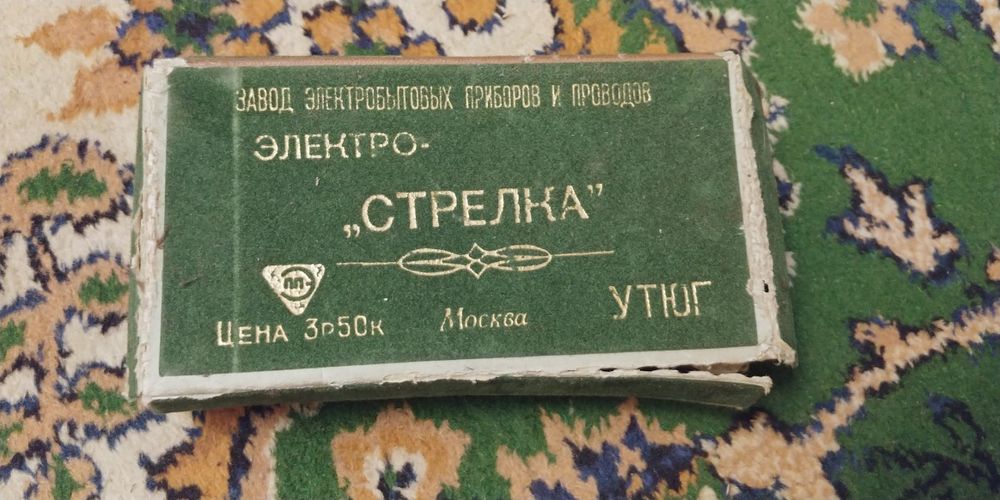 ЗАВОД ЭЛЕКТРОБЫТОВЫХ ПРИБОРОВ И ПРОВОДОВ
ЭЛЕКТРО-
„СТРЕЛКА”
УТЮГ
ЦЕНА 3р50к Москва